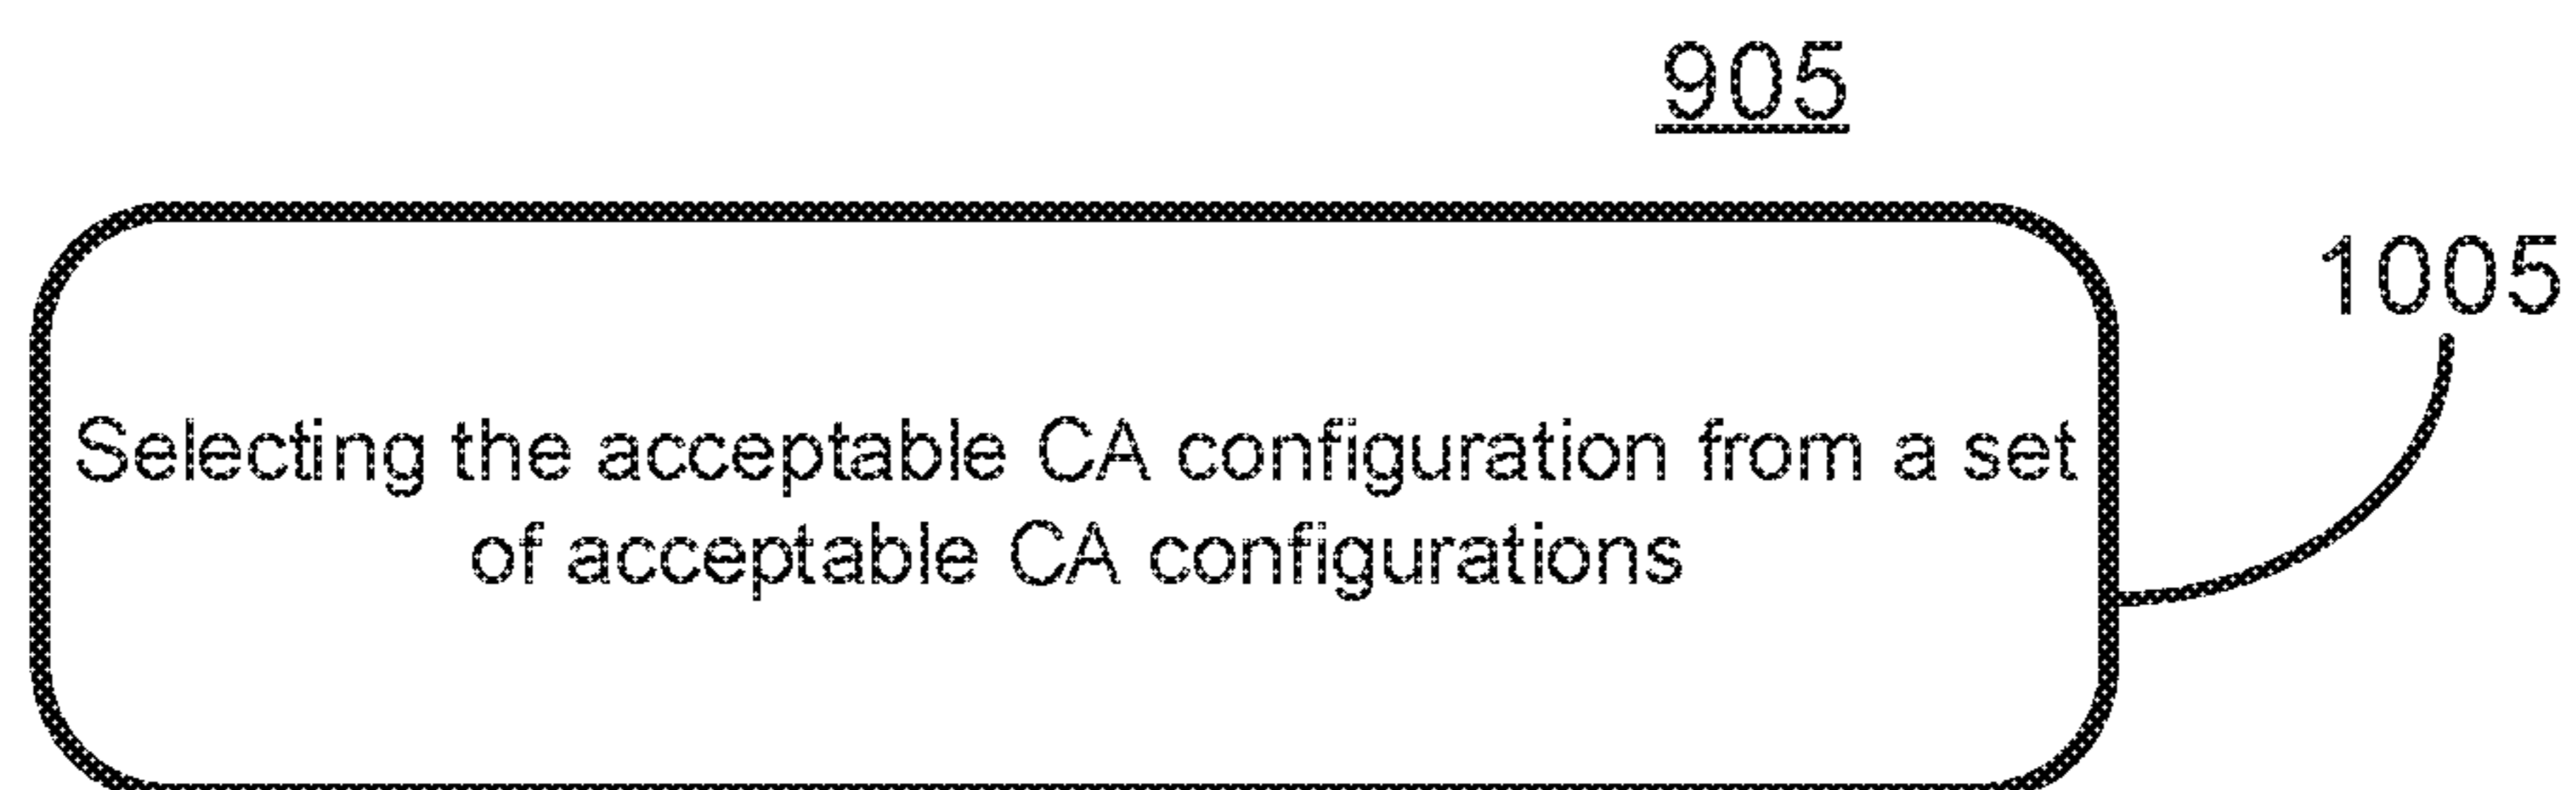 905
1005
Selecting the acceptable CA configuration from a set
of acceptable CA configurations